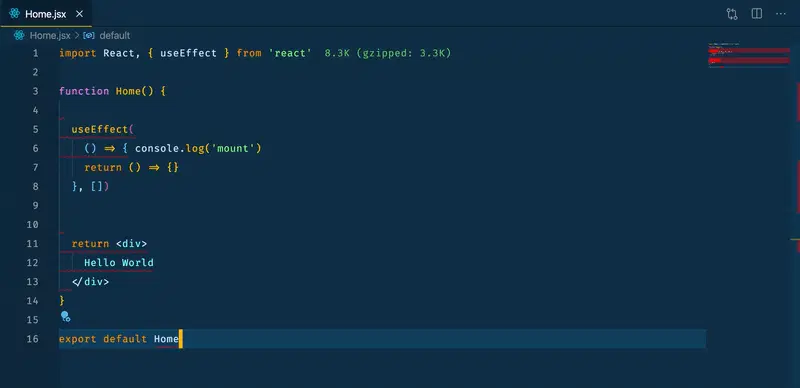 Home.jsx
Home.jsx > default
1 import React, { useEffect } from 'react' 8.3K (gzipped: 3.3K)
2
3 function Home() {
4
5 useEffect(
6 () => { console.log('mount')
7 return () => {}
8 }, [])
9
10
11 return <div>
12 Hello World
13 </div>
14 }
15
16 export default Home